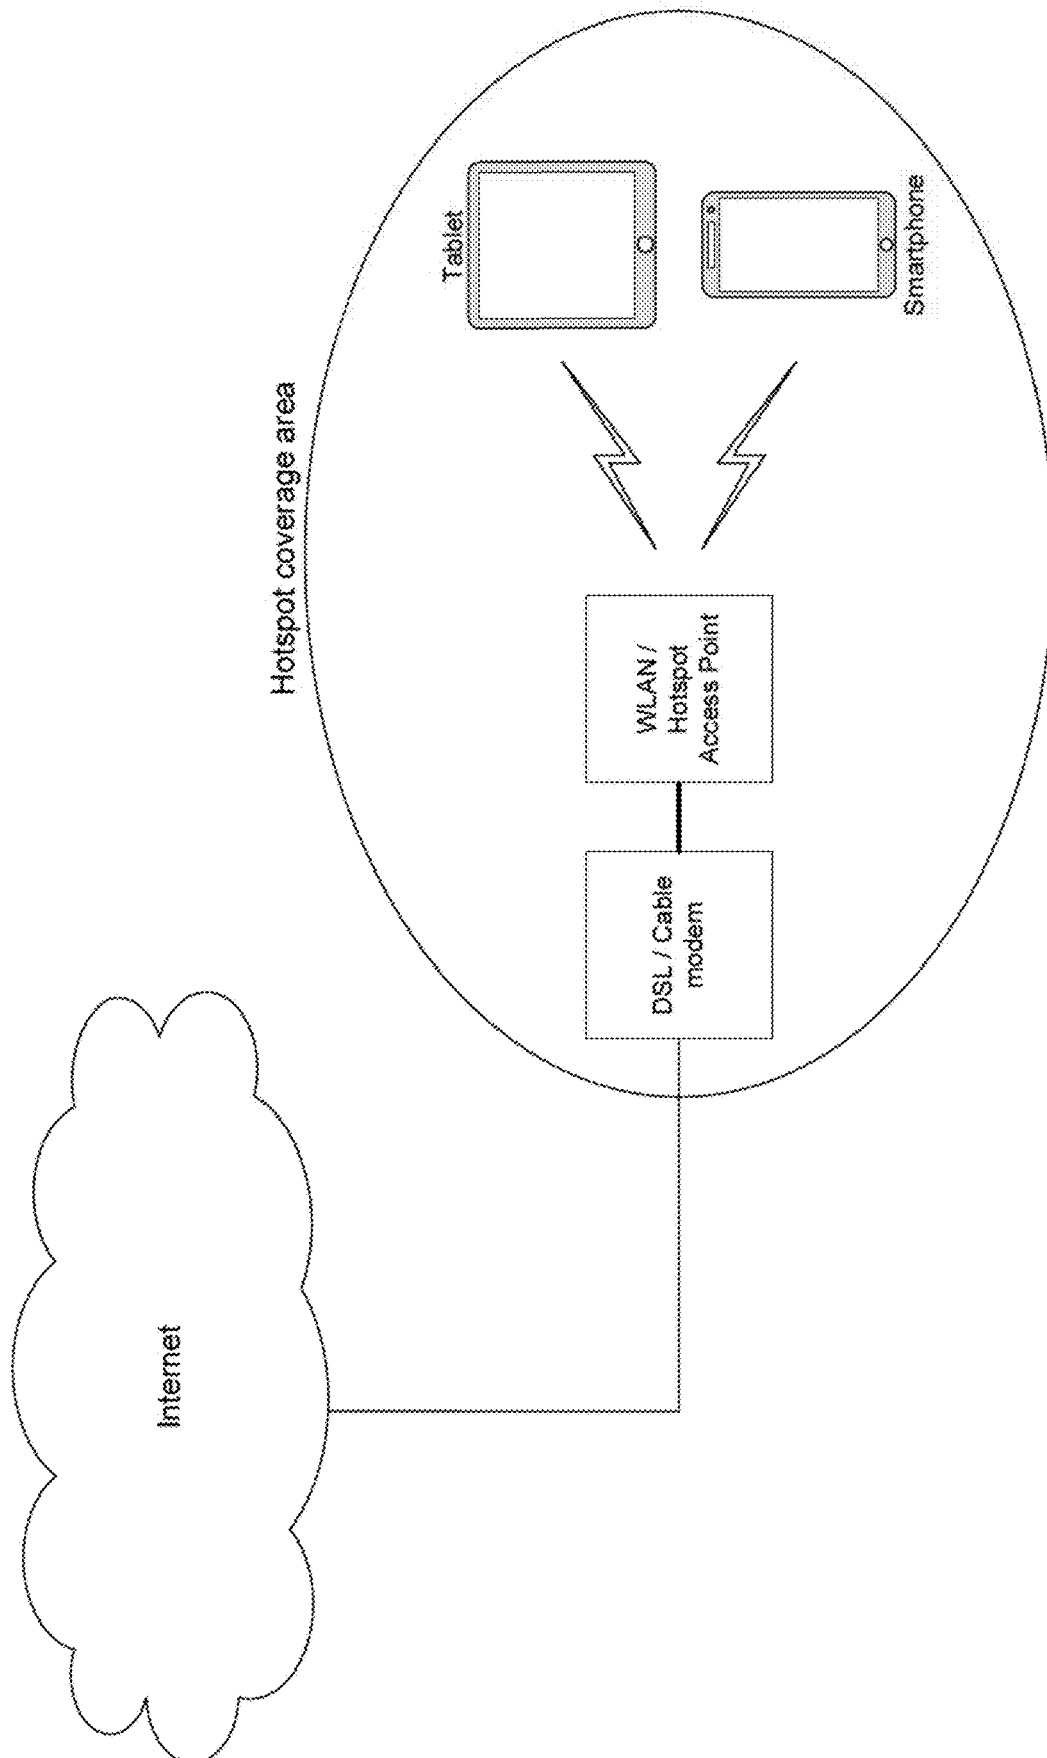 Internet
Hotspot coverage area
DSL / Cable
modem
WLAN /
Hotspot
Access Point
Tablet
Smartphone